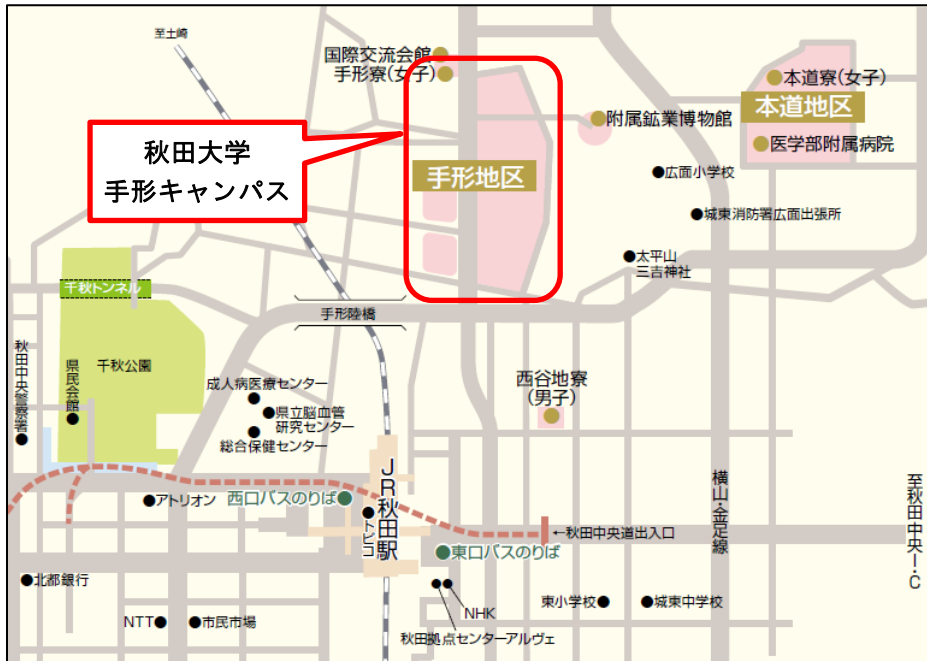 至土崎
国際交流会館
手形寮(女子)
秋田大学
手形キャンパス
手形地区
附属鉱業博物館
本道寮(女子)
本道地区
医学部附属病院
広面小学校
城東消防署広面出張所
太平山
三吉神社
千秋トンネル
手形陸橋
秋田中央警察署
県民会館
千秋公園
成人病医療センター
県立脳血管
研究センター
総合保健センター
西谷地寮
(男子)
アトリオン
西口バスのりば
トピコ
JR秋田駅
←秋田中央道出入口
東口バスのりば
横山・金足線
至秋田中央I・C
北都銀行
NTT
市民市場
NHK
秋田拠点センターアルヴェ
東小学校
城東中学校